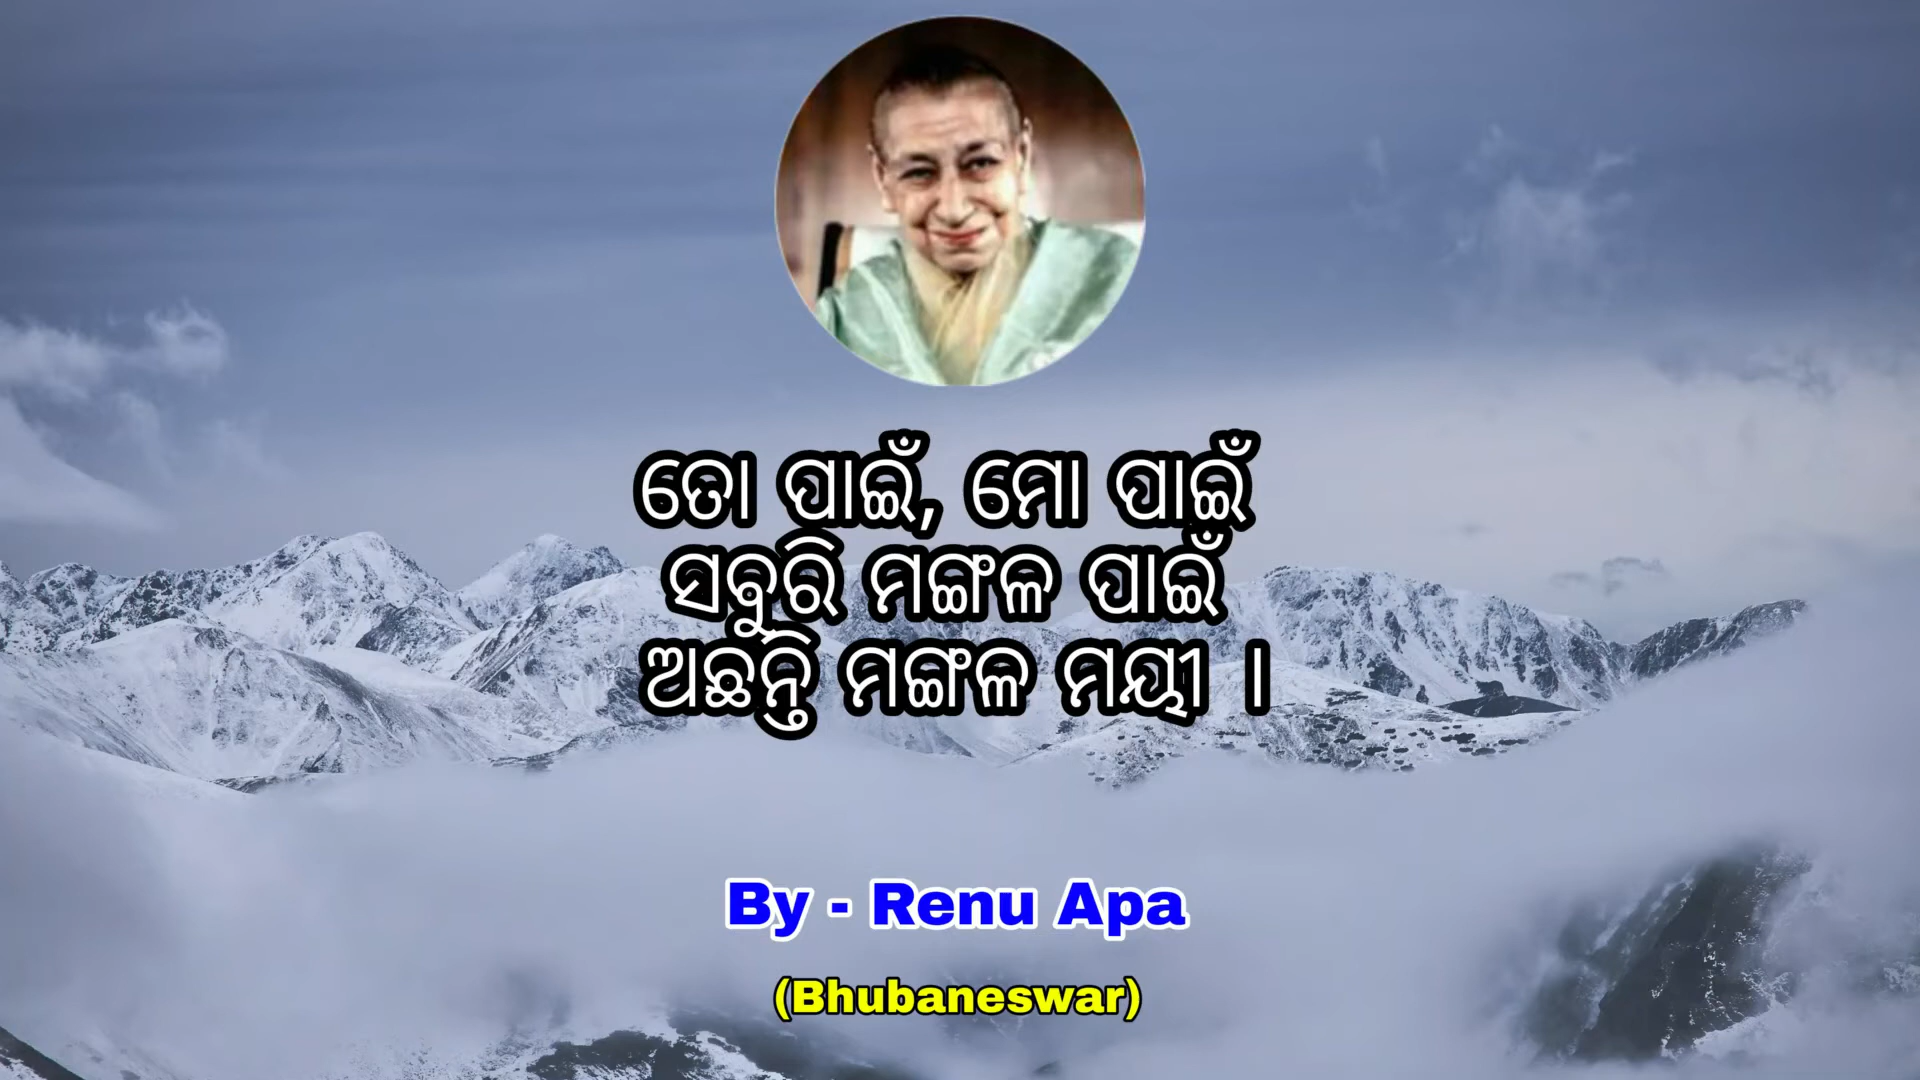 ତୋ ପାଇଁ, ମୋ ପାଇଁ
ସବୁରି ମଙ୍ଗଳ ପାଇଁ
ଅଛନ୍ତି ମଙ୍ଗଳ ମୟୀ ।
By - Renu Apa
(Bhubaneswar)